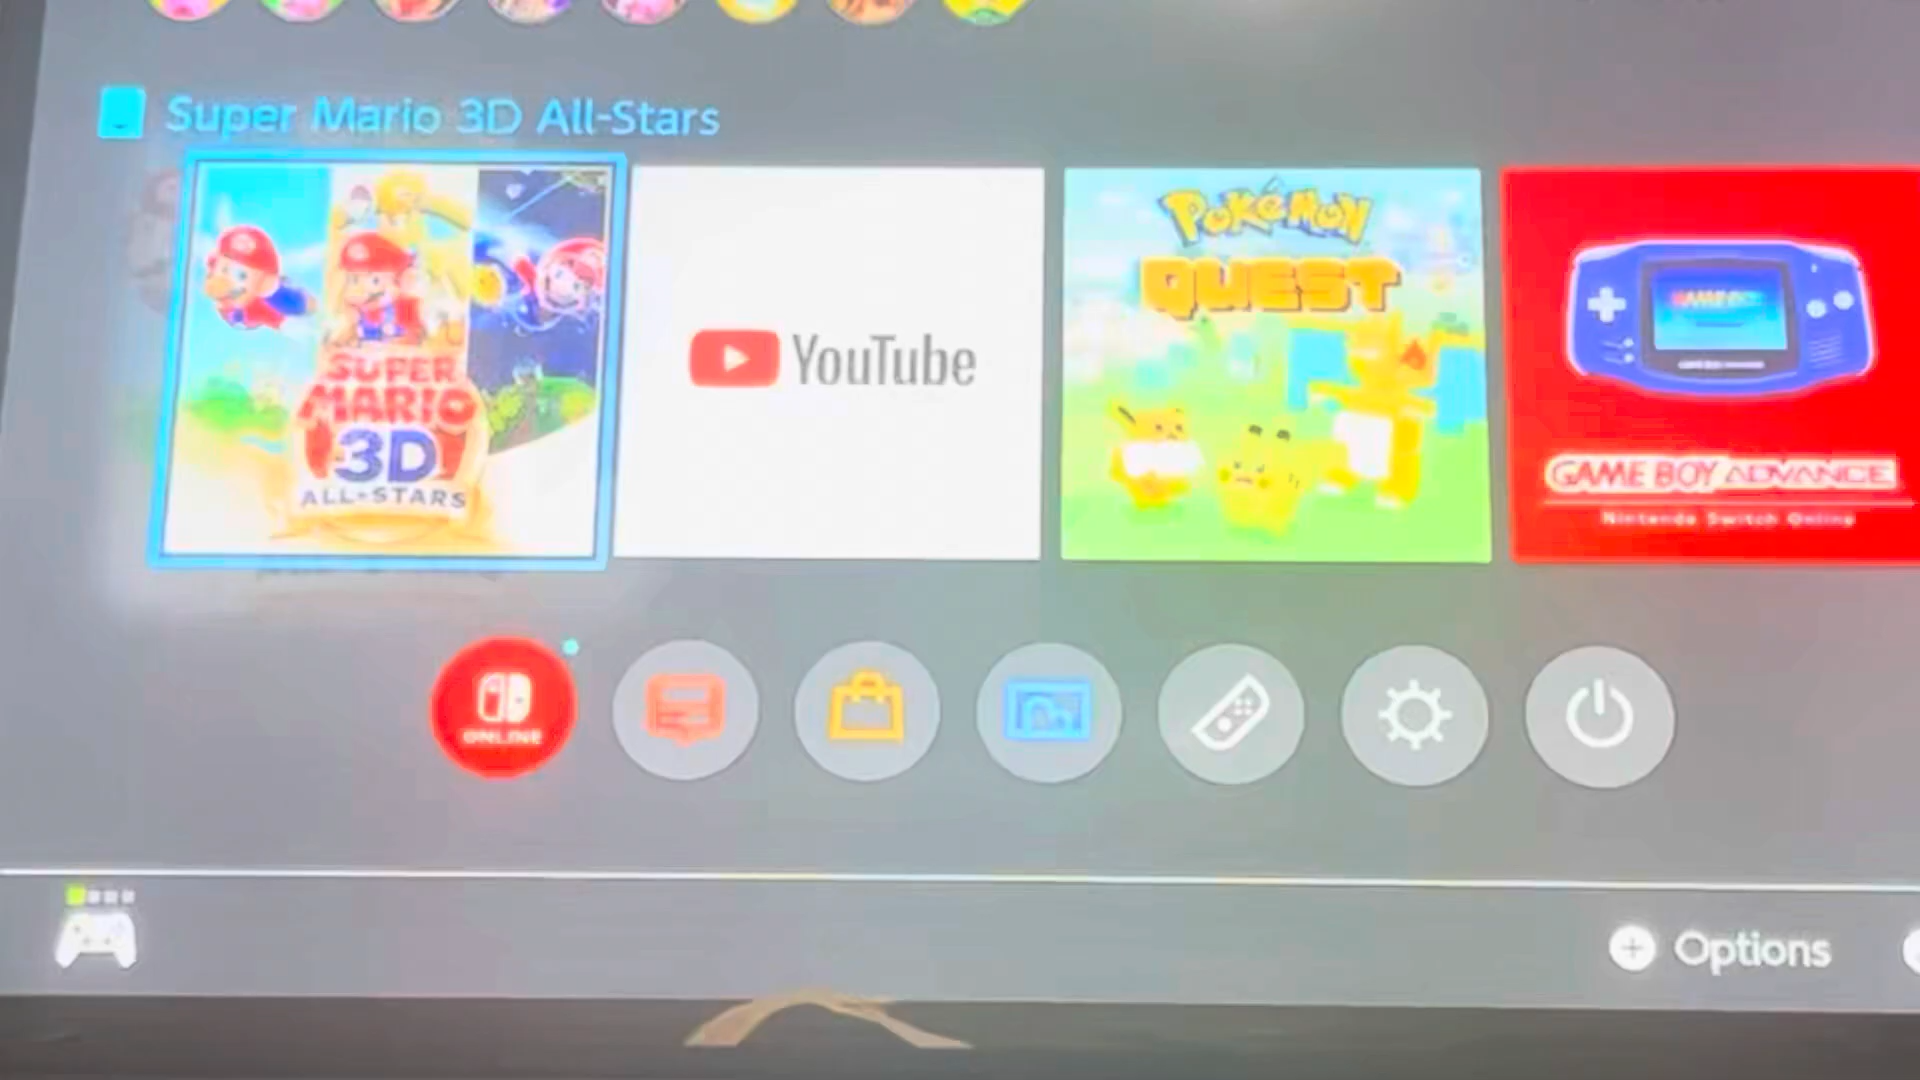 Super Mario 3D All-Stars
SUPER
MARIO
3D
ALL-STARS
YouTube
POKéMON
QUEST
GAME BOY ADVANCE
Nintendo Switch Online
ONLINE
Options